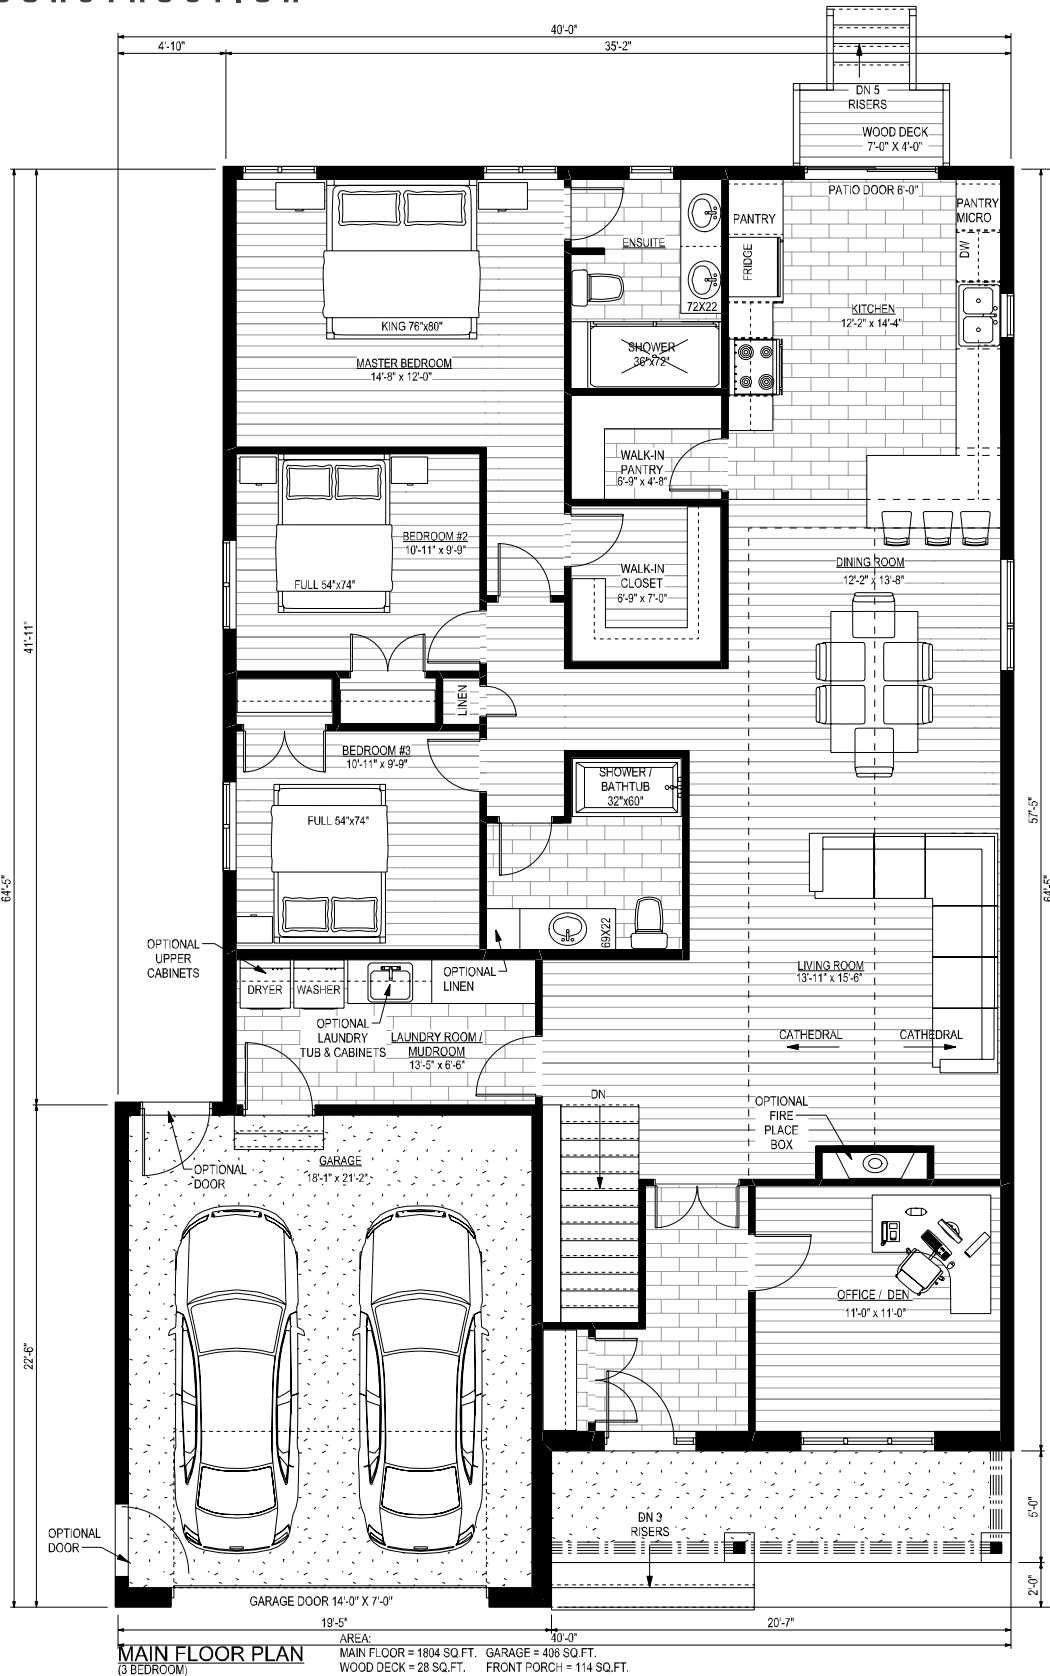 CONSTRUCTION
40'-0"
4'-10"
35'-2"
DN 5
RISERS
WOOD DECK
7'-0" X 4'-0"
PATIO DOOR 6'-0"
PANTRY
PANTRY
MICRO
ENSUITE
FRIDGE
DW
72X22
KITCHEN
12'-2" x 14'-4"
KING 76"x80"
MASTER BEDROOM
14'-8" x 12'-0"
SHOWER
36"X72"
WALK-IN
PANTRY
6'-9" x 4'-8"
BEDROOM #2
10'-11" x 9'-9"
FULL 54"x74"
WALK-IN
CLOSET
6'-9" x 7'-0"
DINING ROOM
12'-2" x 13'-8"
41'-11"
LINEN
BEDROOM #3
10'-11" x 9'-9"
FULL 54"x74"
SHOWER /
BATHTUB
32"x60"
57'-5"
64'-5"
64'-5"
69X22
OPTIONAL
UPPER
CABINETS
OPTIONAL
LINEN
DRYER
WASHER
LIVING ROOM
13'-11" x 15'-6"
OPTIONAL
LAUNDRY
TUB & CABINETS
LAUNDRY ROOM /
MUDROOM
13'-5" x 6'-6"
CATHEDRAL
CATHEDRAL
DN
OPTIONAL
FIRE
PLACE
BOX
OPTIONAL
DOOR
GARAGE
18'-1" x 21'-2"
OFFICE / DEN
11'-0" x 11'-0"
22'-6"
OPTIONAL
DOOR
DN 3
RISERS
5'-0"
2'-0"
GARAGE DOOR 14'-0" X 7'-0"
19'-5"
20'-7"
40'-0"
MAIN FLOOR PLAN
(3 BEDROOM)
AREA:
MAIN FLOOR = 1804 SQ.FT. GARAGE = 406 SQ.FT.
WOOD DECK = 28 SQ.FT. FRONT PORCH = 114 SQ.FT.